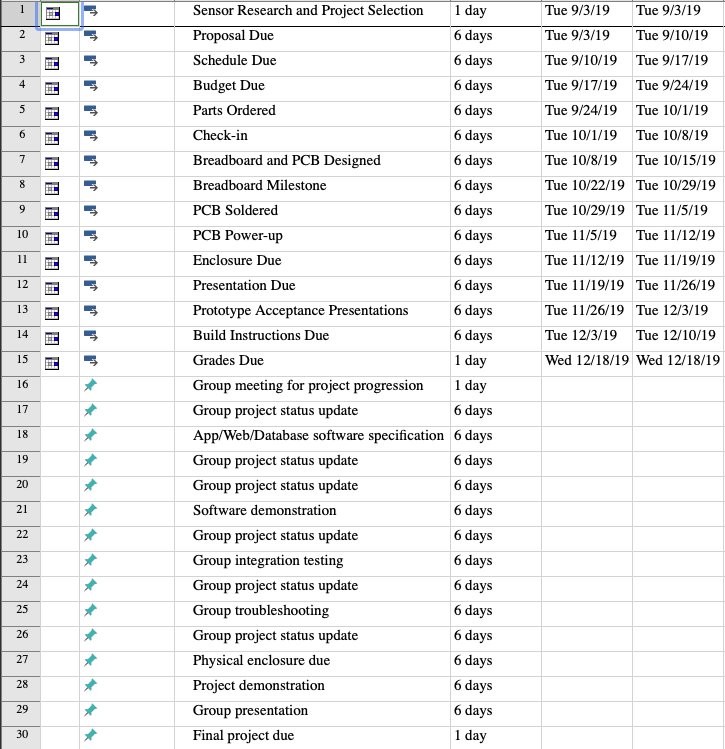 1 Sensor Research and Project Selection 1 day Tue 9/3/19 Tue 9/3/19
2 Proposal Due 6 days Tue 9/3/19 Tue 9/10/19
3 Schedule Due 6 days Tue 9/10/19 Tue 9/17/19
4 Budget Due 6 days Tue 9/17/19 Tue 9/24/19
5 Parts Ordered 6 days Tue 9/24/19 Tue 10/1/19
6 Check-in 6 days Tue 10/1/19 Tue 10/8/19
7 Breadboard and PCB Designed 6 days Tue 10/8/19 Tue 10/15/19
8 Breadboard Milestone 6 days Tue 10/22/19 Tue 10/29/19
9 PCB Soldered 6 days Tue 10/29/19 Tue 11/5/19
10 PCB Power-up 6 days Tue 11/5/19 Tue 11/12/19
11 Enclosure Due 6 days Tue 11/12/19 Tue 11/19/19
12 Presentation Due 6 days Tue 11/19/19 Tue 11/26/19
13 Prototype Acceptance Presentations 6 days Tue 11/26/19 Tue 12/3/19
14 Build Instructions Due 6 days Tue 12/3/19 Tue 12/10/19
15 Grades Due 1 day Wed 12/18/19 Wed 12/18/19
16 Group meeting for project progression 1 day
17 Group project status update 6 days
18 App/Web/Database software specification 6 days
19 Group project status update 6 days
20 Group project status update 6 days
21 Software demonstration 6 days
22 Group project status update 6 days
23 Group integration testing 6 days
24 Group project status update 6 days
25 Group troubleshooting 6 days
26 Group project status update 6 days
27 Physical enclosure due 6 days
28 Project demonstration 6 days
29 Group presentation 6 days
30 Final project due 1 day